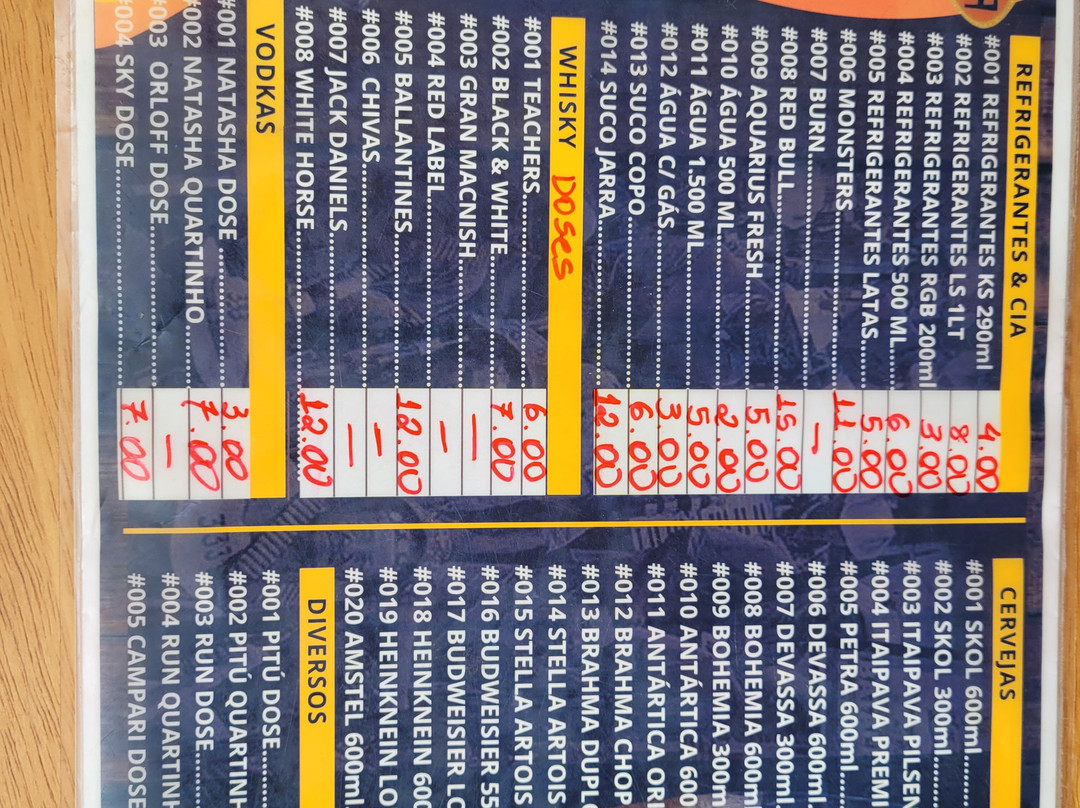 REFRIGERANTES & CIA
#001 REFRIGERANTES KS 290ml 4.00
#002 REFRIGERANTES LS 1LT 8.00
#003 REFRIGERANTES RGB 200ml 3.00
#004 REFRIGERANTES 500 ML 6.00
#005 REFRIGERANTES LATAS 5.00
#006 MONSTERS 11.00
#007 BURN -
#008 RED BULL 15.00
#009 AQUARIUS FRESH 5.00
#010 ÁGUA 500 ML 2.00
#011 ÁGUA 1.500 ML 5.00
#012 ÁGUA C/ GÁS 3.00
#013 SUCO COPO 6.00
#014 SUCO JARRA 12.00
WHISKY Doses
#001 TEACHERS 6.00
#002 BLACK & WHITE 7.00
#003 GRAN MACNISH -
#004 RED LABEL -
#005 BALLANTINES 12.00
#006 CHIVAS -
#007 JACK DANIELS -
#008 WHITE HORSE 12.00
VODKAS
#001 NATASHA DOSE 3.00
#002 NATASHA QUARTINHO 7.00
#003 ORLOFF DOSE -
#004 SKY DOSE 7.00
CERVEJAS
#001 SKOL 600ml
#002 SKOL 300ml
#003 ITAIPAVA PILSE
#004 ITAIPAVA PREMI
#005 PETRA 600ml
#006 DEVASSA 600ml
#007 DEVASSA 300ml
#008 BOHEMIA 600ml
#009 BOHEMIA 300m
#010 ANTÁRTICA 600
#011 ANTÁRTICA ORI
#012 BRAHMA CHOP
#013 BRAHMA DUPL
#014 STELLA ARTOIS
#015 STELLA ARTOIS
#016 BUDWEISIER 55
#017 BUDWEISIER LO
#018 HEINKNEIN 600
#019 HEINKNEIN LO
#020 AMSTEL 600ml
DIVERSOS
#001 PITÚ DOSE
#002 PITÚ QUARTINH
#003 RUN DOSE
#004 RUN QUARTINH
#005 CAMPARI DOSE